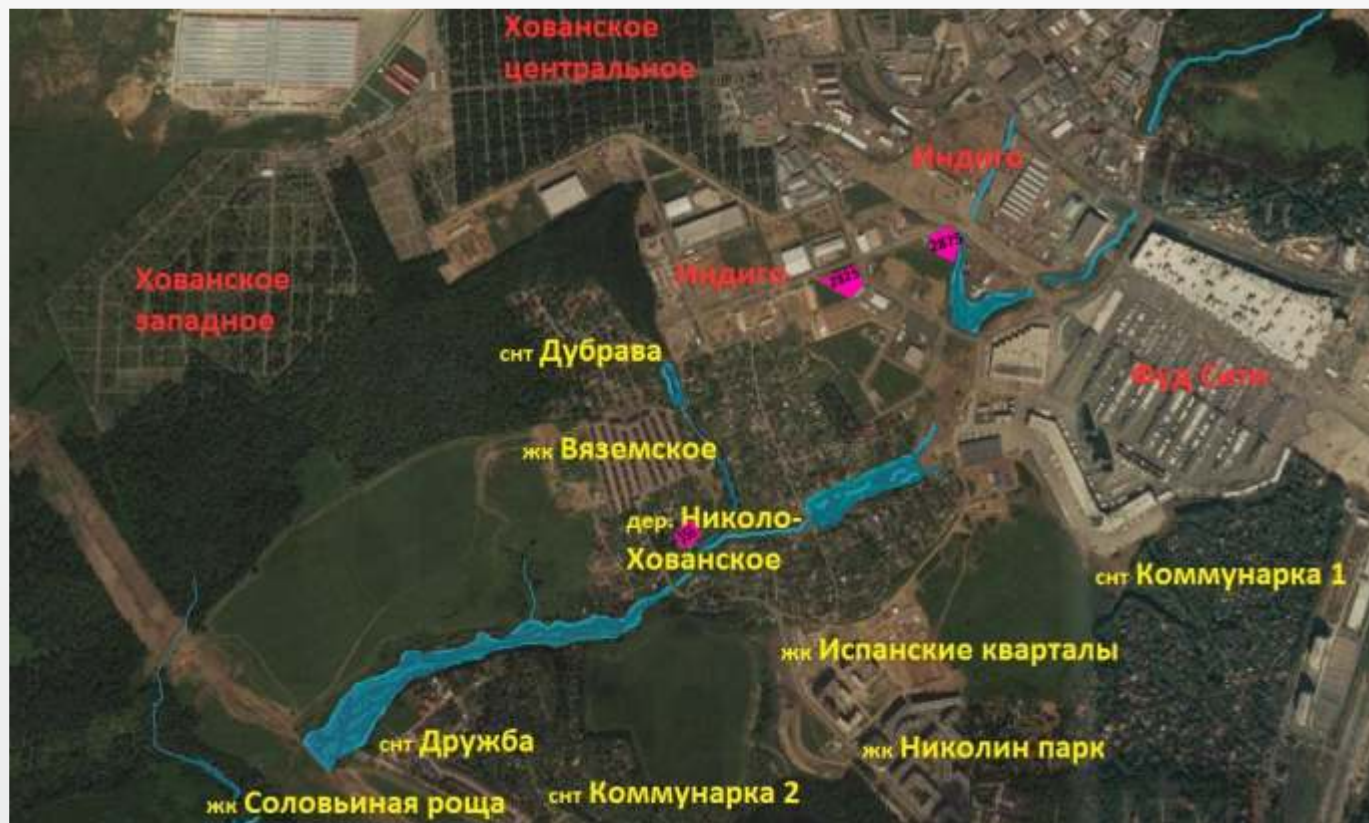 Хованское
центральное
Индиго
Хованское
западное
Индиго
2875
снт Дубрава
Фуд Сити
жк Вяземское
дер. Николо-
Хованское
снт Коммунарка 1
жк Испанские кварталы
снт Дружба
жк Николин парк
жк Соловьиная роща
снт Коммунарка 2